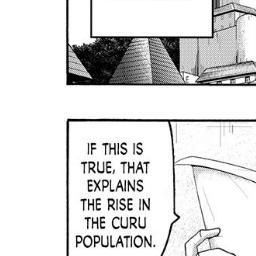 IF THIS IS
TRUE, THAT
EXPLAINS
THE RISE IN
THE CURU
POPULATION.